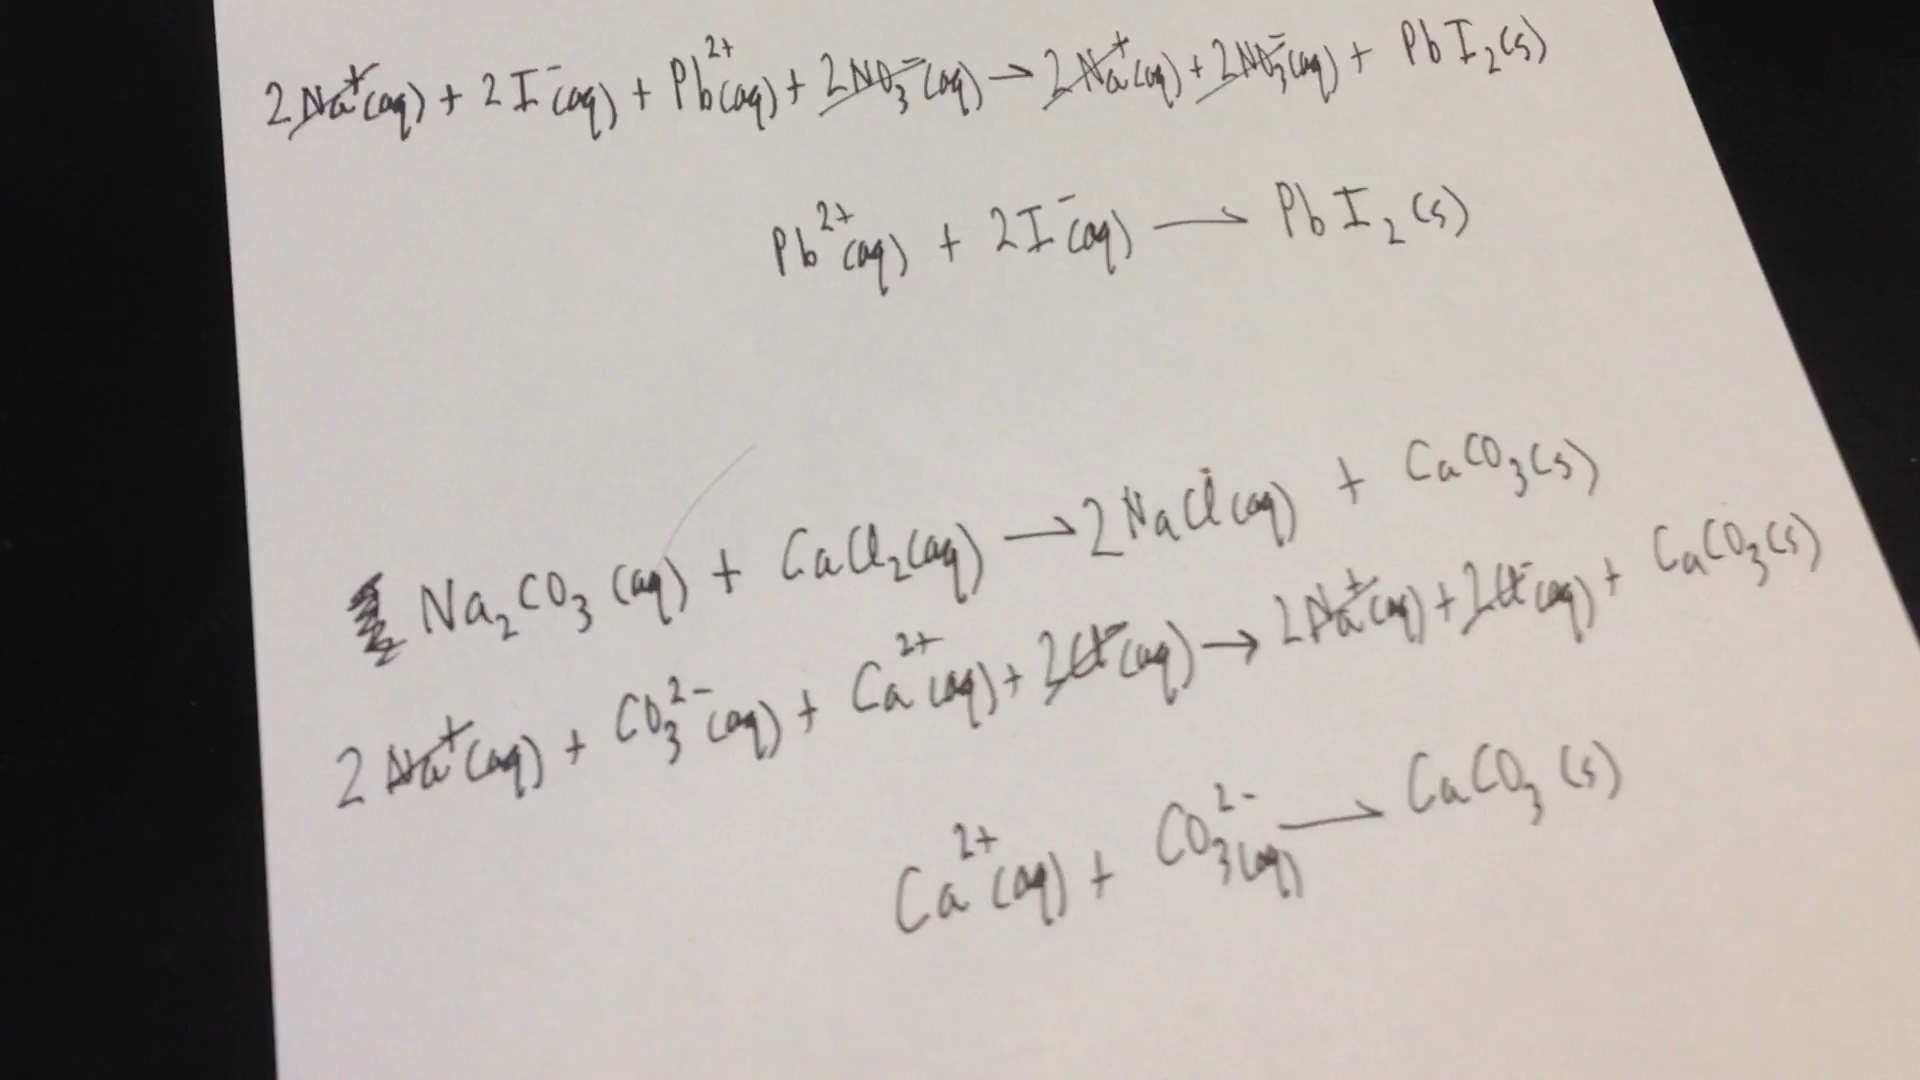 2Na⁺(aq) + 2I⁻(aq) + Pb²⁺(aq) + 2NO₃⁻(aq) → 2Na⁺(aq) + 2NO₃⁻(aq) + PbI₂(s)
Pb²⁺(aq) + 2I⁻(aq) → PbI₂(s)
Na₂CO₃(aq) + CaCl₂(aq) → 2NaCl(aq) + CaCO₃(s)
2Na⁺(aq) + CO₃²⁻(aq) + Ca²⁺(aq) + 2Cl⁻(aq) → 2Na⁺(aq) + 2Cl⁻(aq) + CaCO₃(s)
Ca²⁺(aq) + CO₃²⁻(aq) → CaCO₃(s)